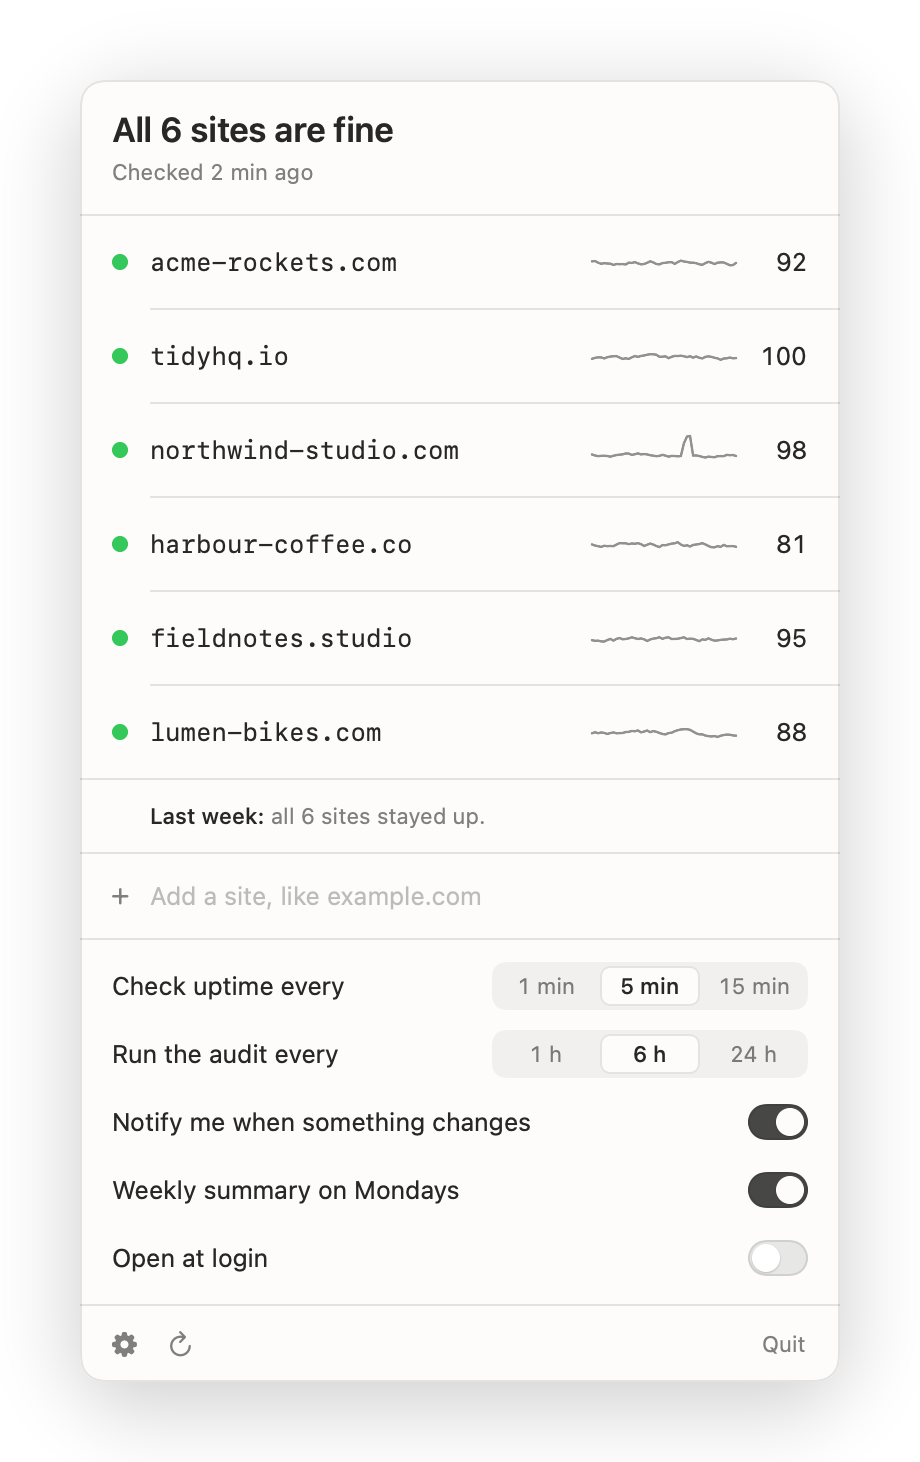 All 6 sites are fine
Checked 2 min ago
acme-rockets.com 92
tidyhq.io 100
northwind-studio.com 98
harbour-coffee.co 81
fieldnotes.studio 95
lumen-bikes.com 88
Last week: all 6 sites stayed up.
+ Add a site, like example.com
Check uptime every 1 min 5 min 15 min
Run the audit every 1 h 6 h 24 h
Notify me when something changes
Weekly summary on Mondays
Open at login
Quit